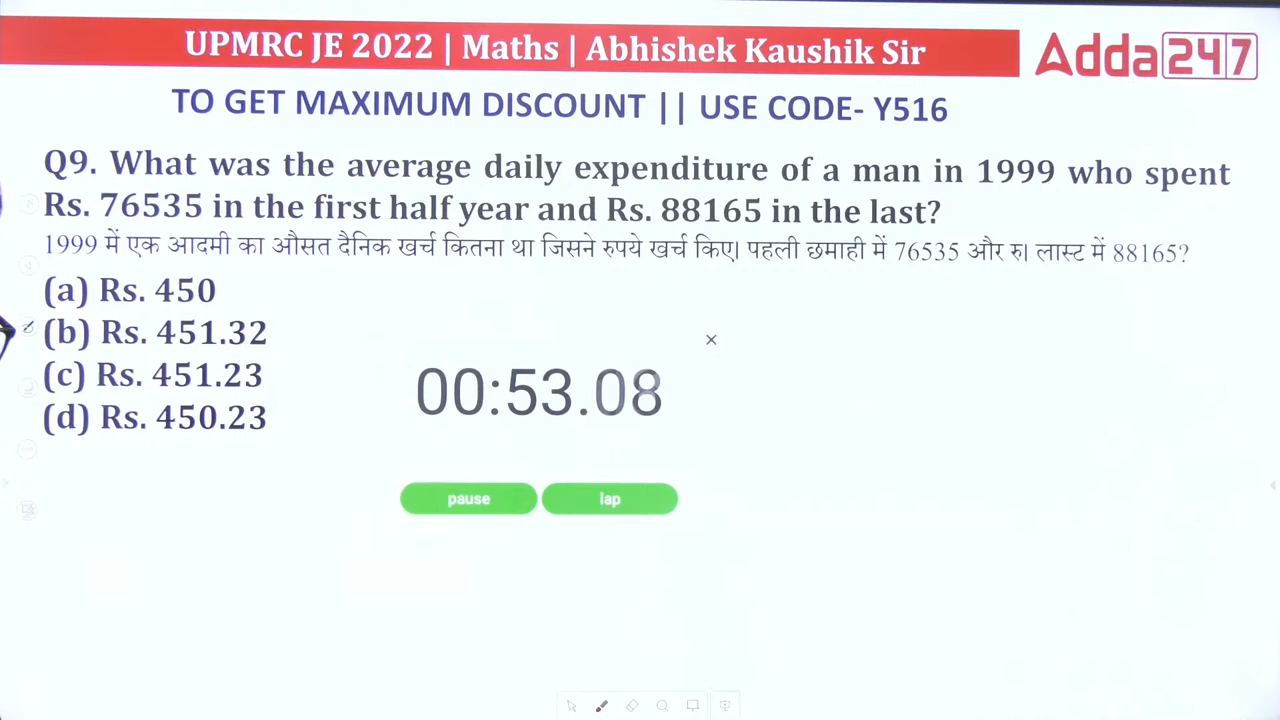 UPMRC JE 2022 | Maths | Abhishek Kaushik Sir
Adda247
TO GET MAXIMUM DISCOUNT || USE CODE- Y516
Q9. What was the average daily expenditure of a man in 1999 who spent
Rs. 76535 in the first half year and Rs. 88165 in the last?
1999 में एक आदमी का औसत दैनिक खर्च कितना था जिसने रुपये खर्च किए। पहली छमाही में 76535 और रु। लास्ट में 88165?
(a) Rs. 450
(b) Rs. 451.32
(c) Rs. 451.23
(d) Rs. 450.23
00:53.08
pause
lap